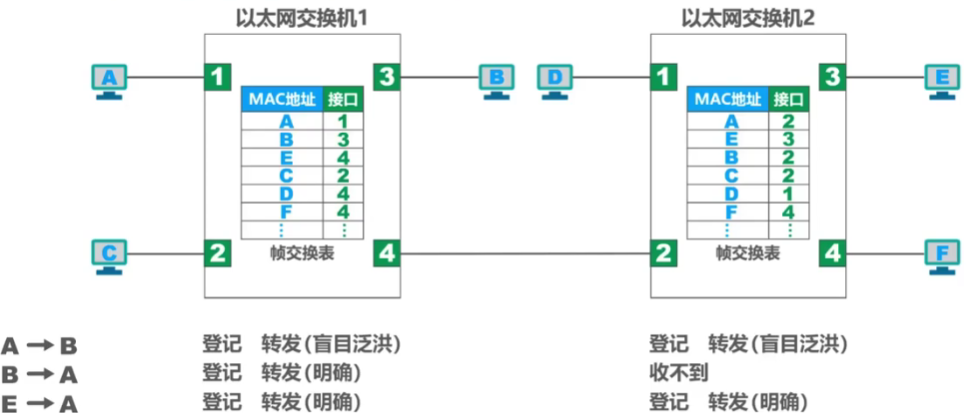 以太网交换机1 以太网交换机2
A 1 3 B D 1 3 E
MAC地址 接口 MAC地址 接口
A 1 A 2
B 3 E 3
E 4 B 2
C 2 C 2
D 4 D 1
F 4 F 4
C 2 帧交换表 4 2 帧交换表 4 F
A → B 登记 转发(盲目泛洪) 登记 转发(盲目泛洪)
B → A 登记 转发(明确) 收不到
E → A 登记 转发(明确) 登记 转发(明确)